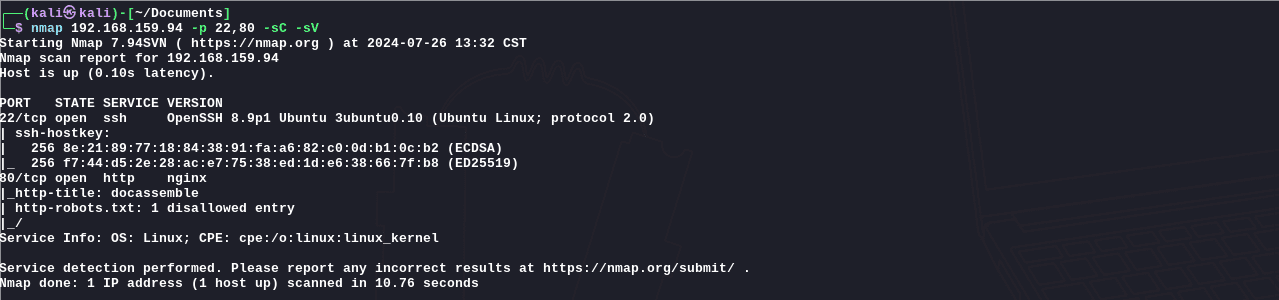 ┌──(kali㉿kali)-[~/Documents]
└─$ nmap 192.168.159.94 -p 22,80 -sC -sV
Starting Nmap 7.94SVN ( https://nmap.org ) at 2024-07-26 13:32 CST
Nmap scan report for 192.168.159.94
Host is up (0.10s latency).
PORT   STATE SERVICE VERSION
22/tcp open  ssh     OpenSSH 8.9p1 Ubuntu 3ubuntu0.10 (Ubuntu Linux; protocol 2.0)
| ssh-hostkey:
|   256 8e:21:89:77:18:84:38:91:fa:a6:82:c0:0d:b1:0c:b2 (ECDSA)
|_  256 f7:44:d5:2e:28:ac:e7:75:38:ed:1d:e6:38:66:7f:b8 (ED25519)
80/tcp open  http    nginx
|_http-title: docassemble
| http-robots.txt: 1 disallowed entry
|_/
Service Info: OS: Linux; CPE: cpe:/o:linux:linux_kernel
Service detection performed. Please report any incorrect results at https://nmap.org/submit/ .
Nmap done: 1 IP address (1 host up) scanned in 10.76 seconds